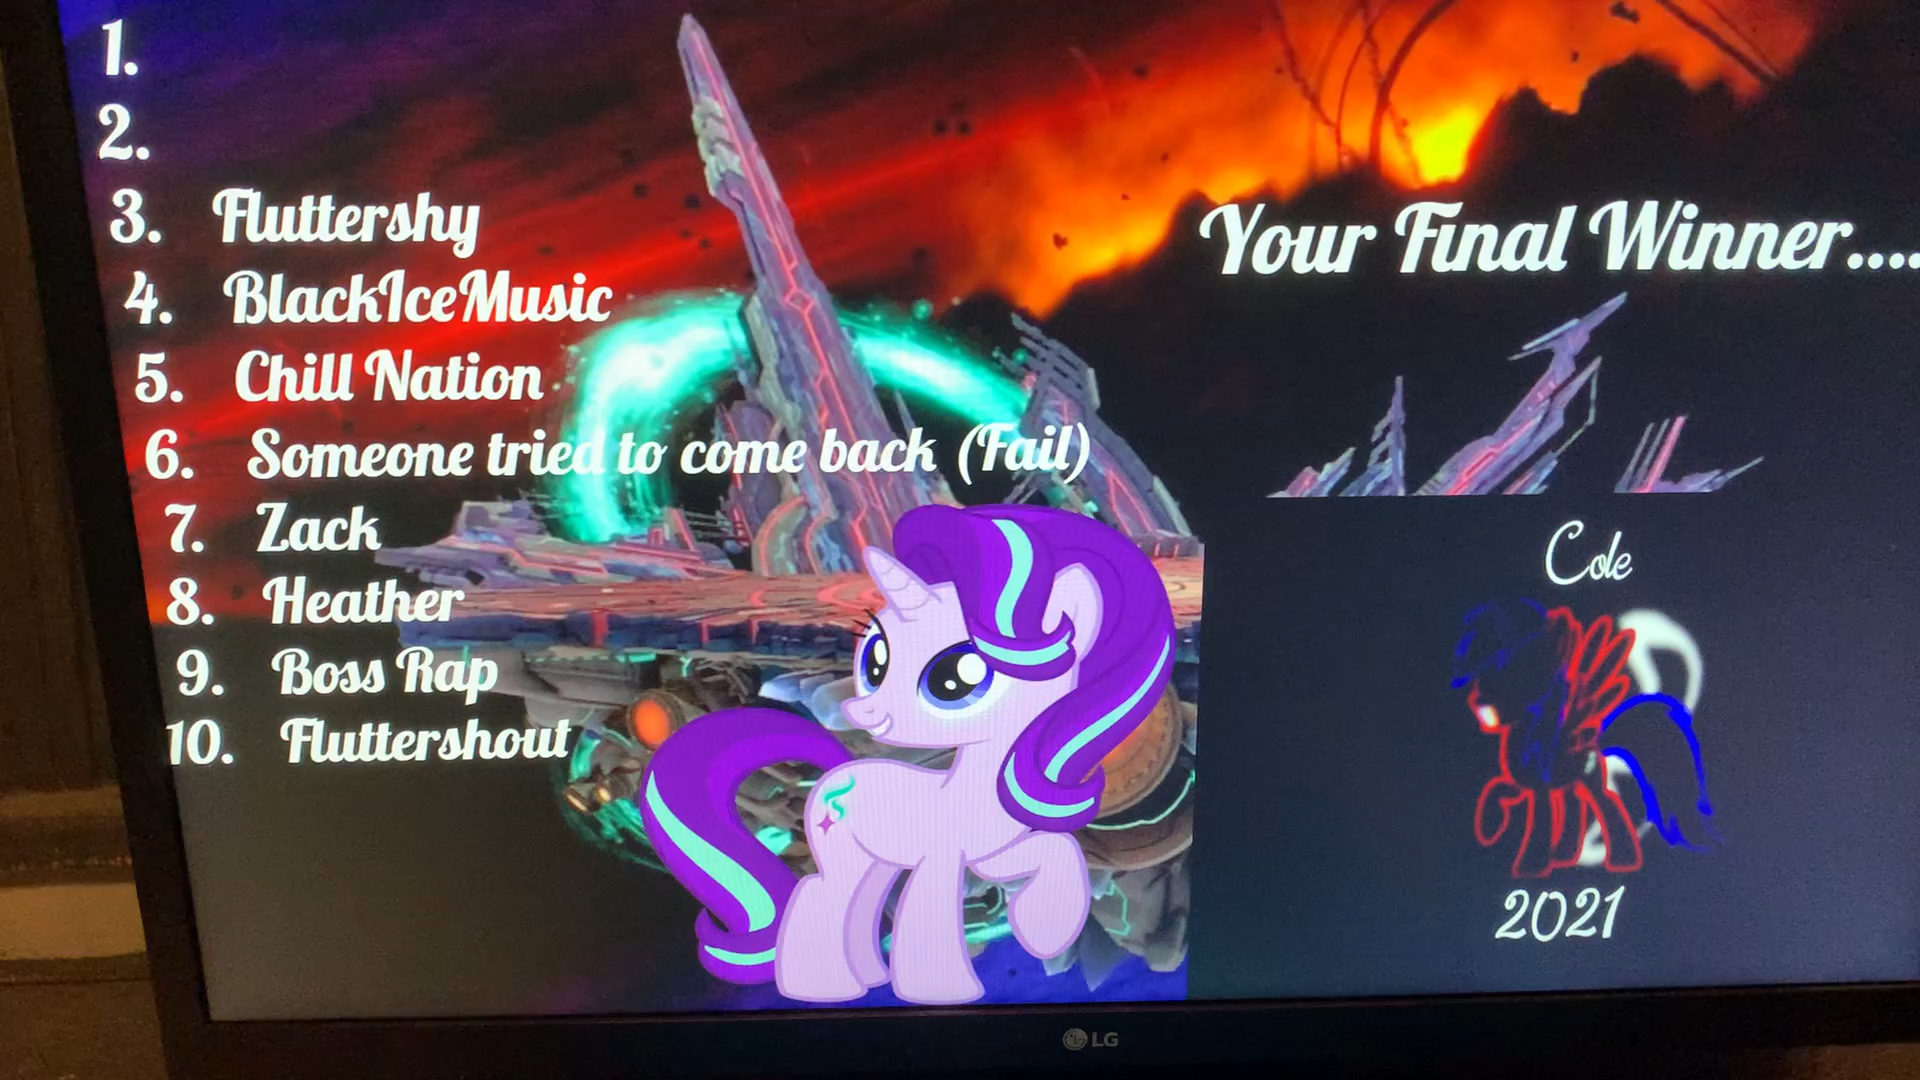 1.
2.
3. Fluttershy
4. BlackIceMusic
5. Chill Nation
6. Someone tried to come back (Fail)
7. Zack
8. Heather
9. Boss Rap
10. Fluttershout
Your Final Winner....
Cole
2021
LG